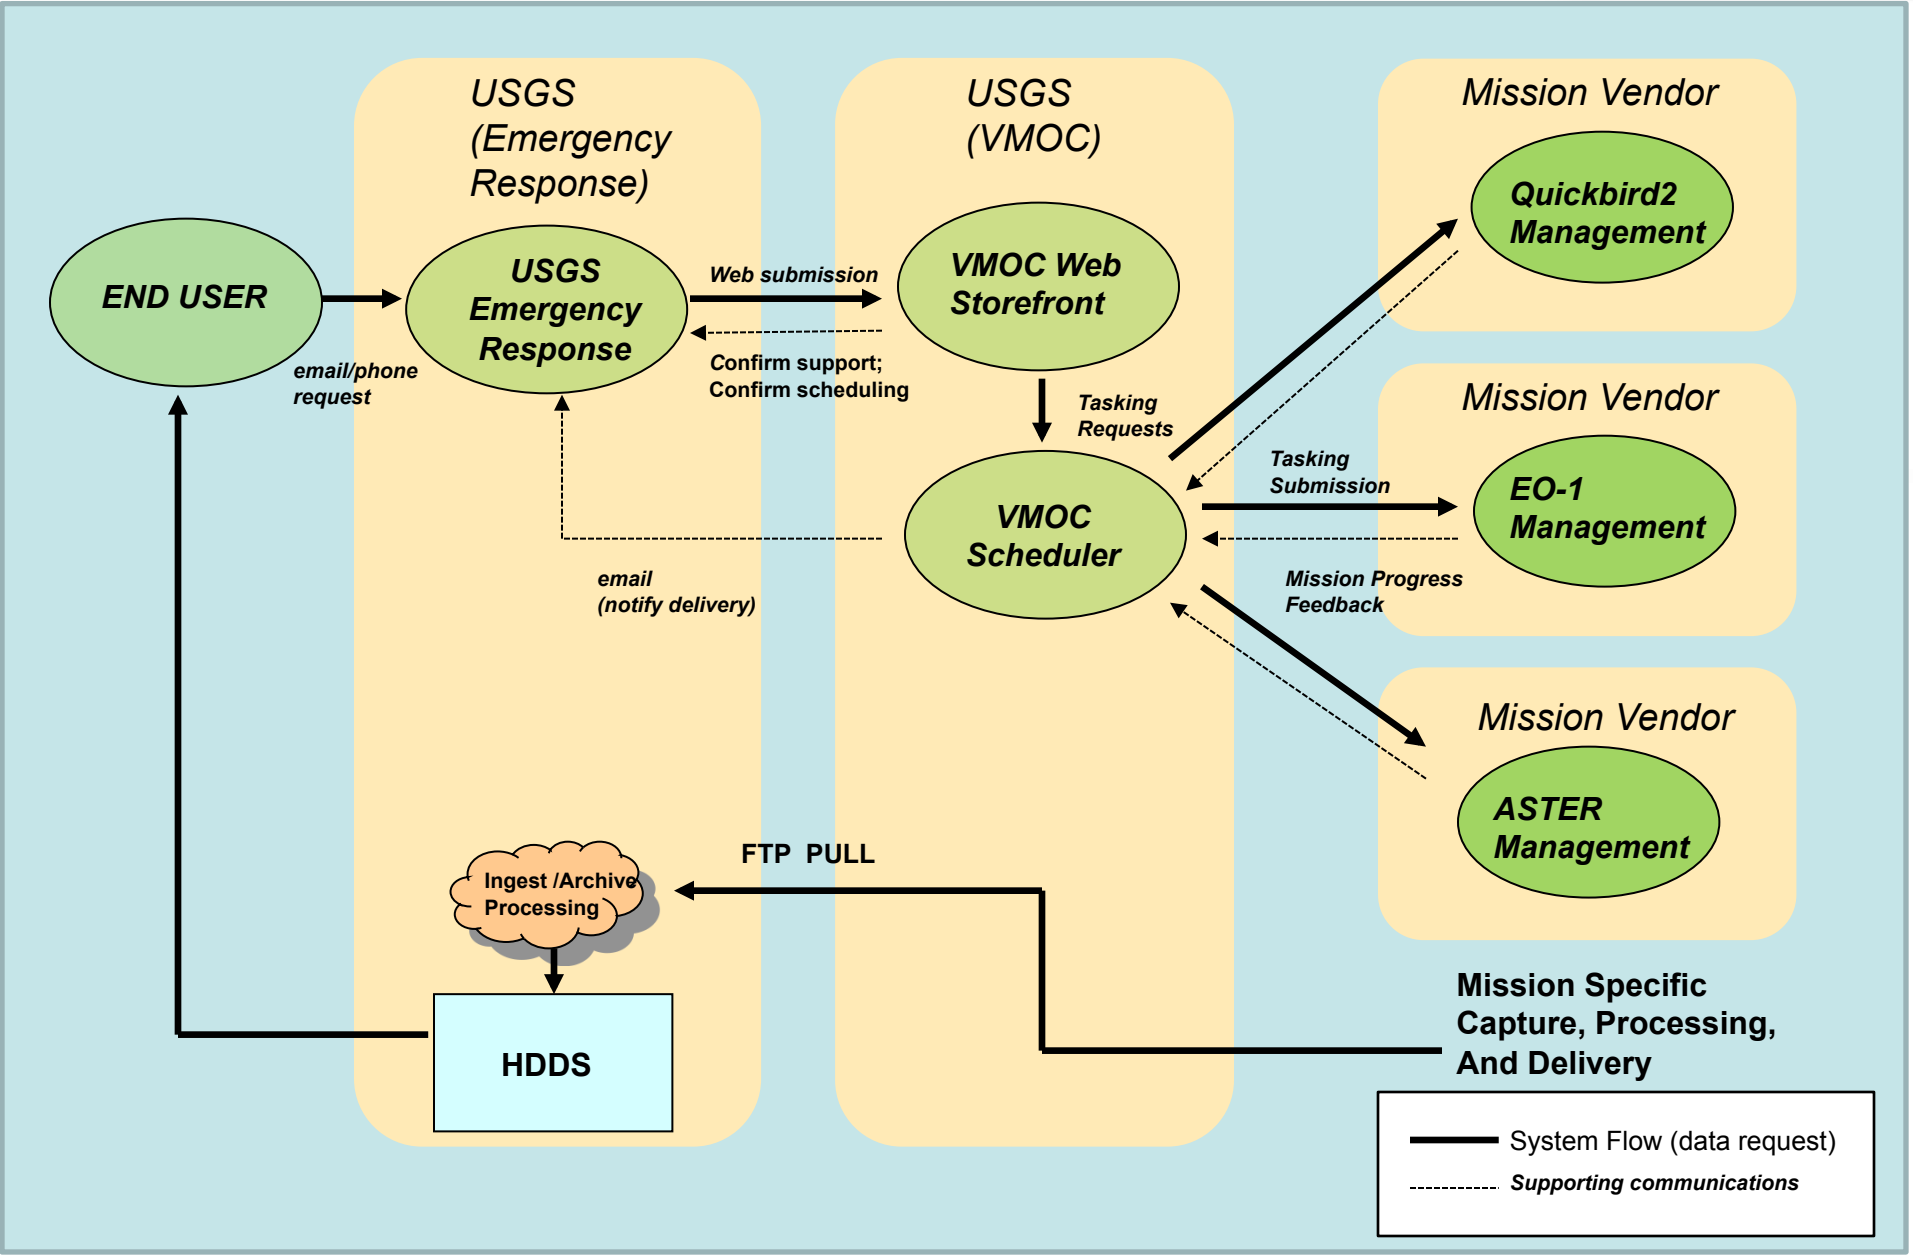 USGS
(Emergency
Response)
USGS
(VMOC)
Mission Vendor
Quickbird2
Management
END USER
USGS
Emergency
Response
Web submission
VMOC Web
Storefront
email/phone
request
Confirm support;
Confirm scheduling
Tasking
Requests
Mission Vendor
Tasking
Submission
EO-1
Management
VMOC
Scheduler
email
(notify delivery)
Mission Progress
Feedback
Mission Vendor
ASTER
Management
FTP PULL
Ingest /Archive
Processing
HDDS
Mission Specific
Capture, Processing,
And Delivery
System Flow (data request)
Supporting communications